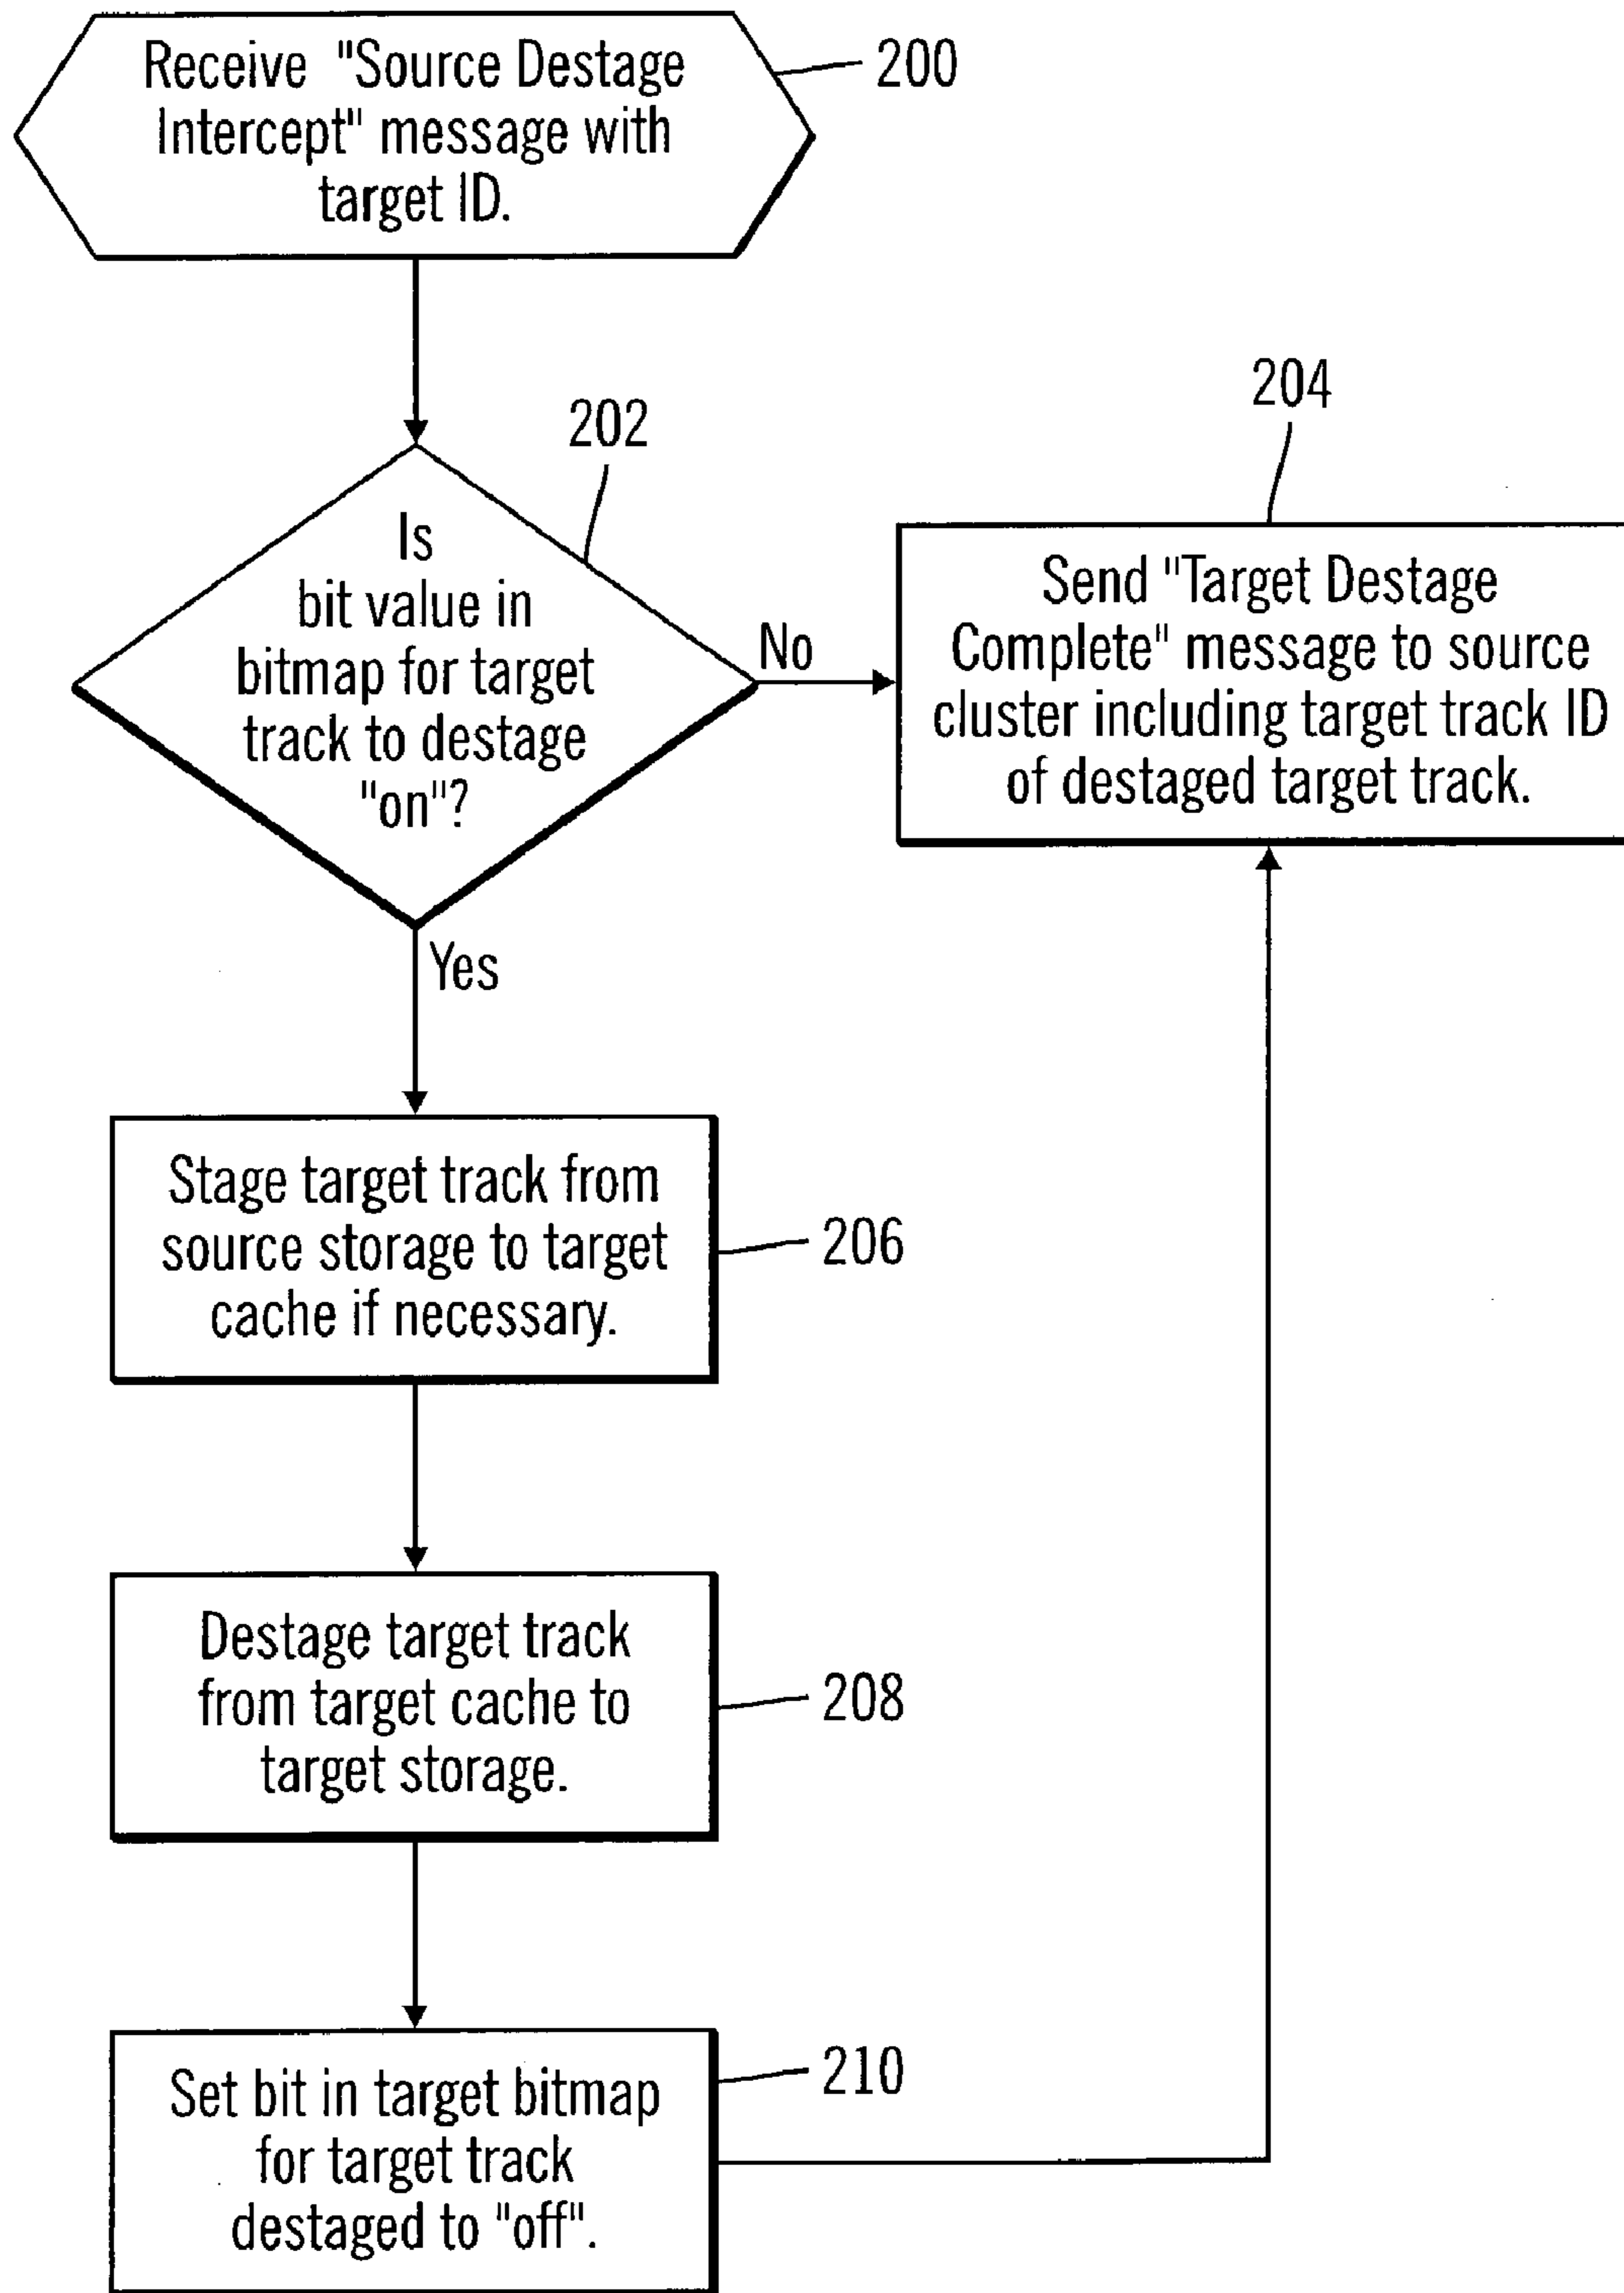 Receive "Source Destage
Intercept" message with
target ID.
200
202
Is
bit value in
bitmap for target
track to destage
"on"?
No
204
Send "Target Destage
Complete" message to source
cluster including target track ID
of destaged target track.
Yes
Stage target track from
source storage to target
cache if necessary.
206
Destage target track
from target cache to
target storage.
208
Set bit in target bitmap
for target track
destaged to "off".
210